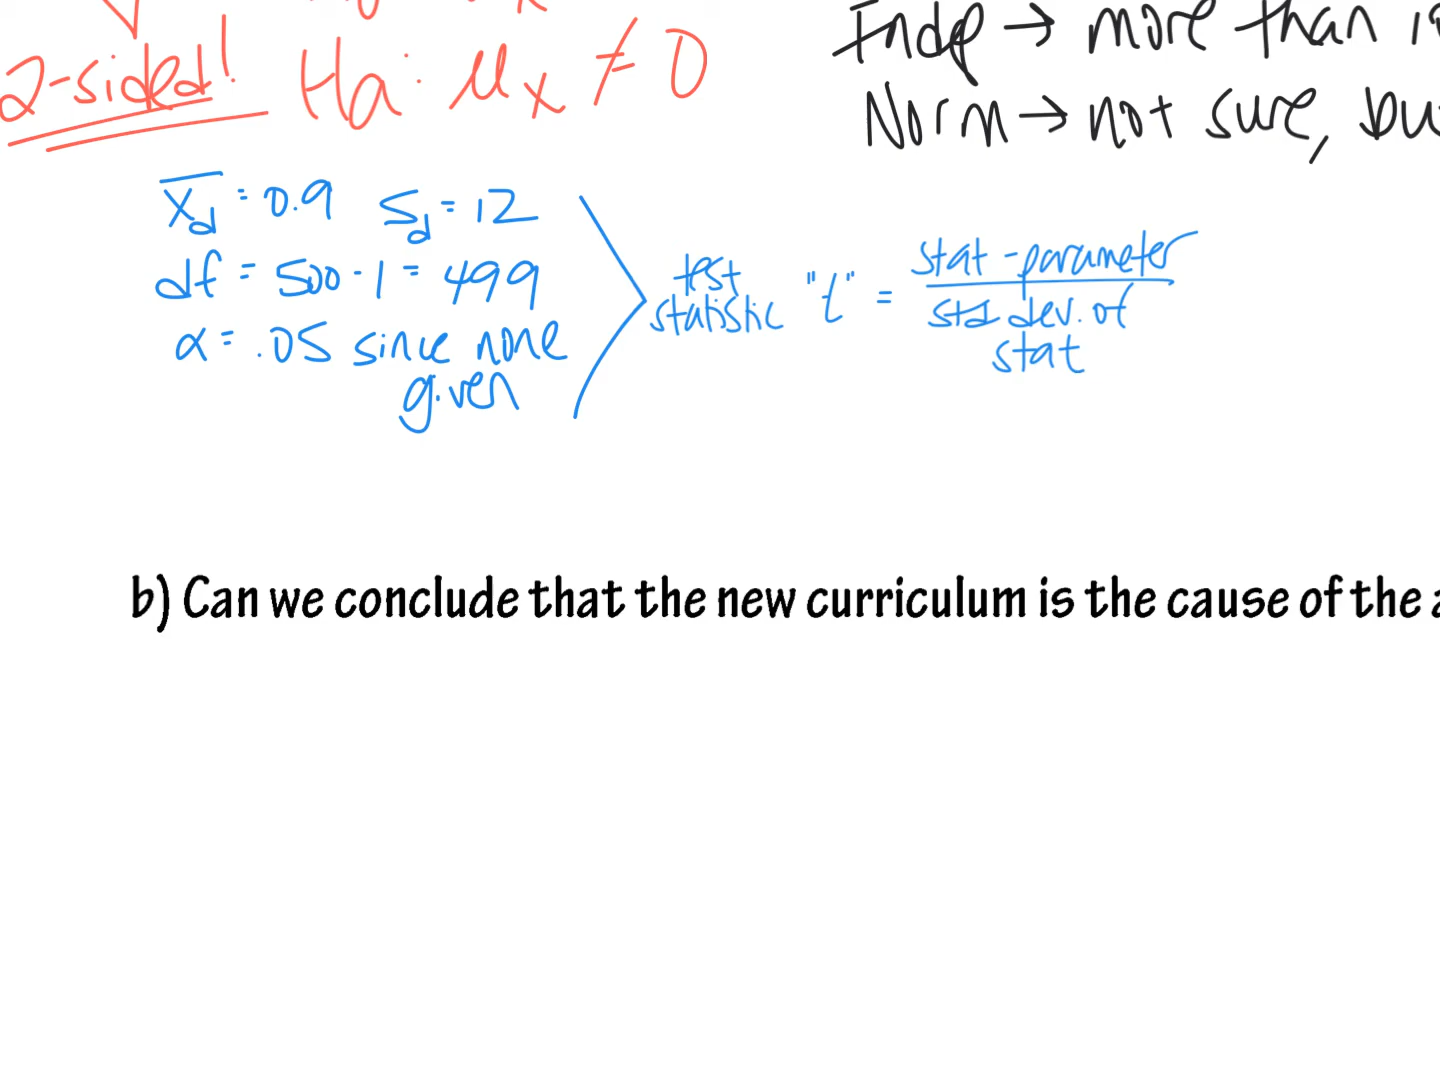 2-sided! Ha: μx ≠ 0
Indep → more than
Norm → not sure,
x̄d = 0.9 Sd = 12
df = 500 - 1 = 499
α = .05 since none
given
test
statistic "t" = stat - parameter
std dev. of
stat
b) Can we conclude that the new curriculum is the cause of the